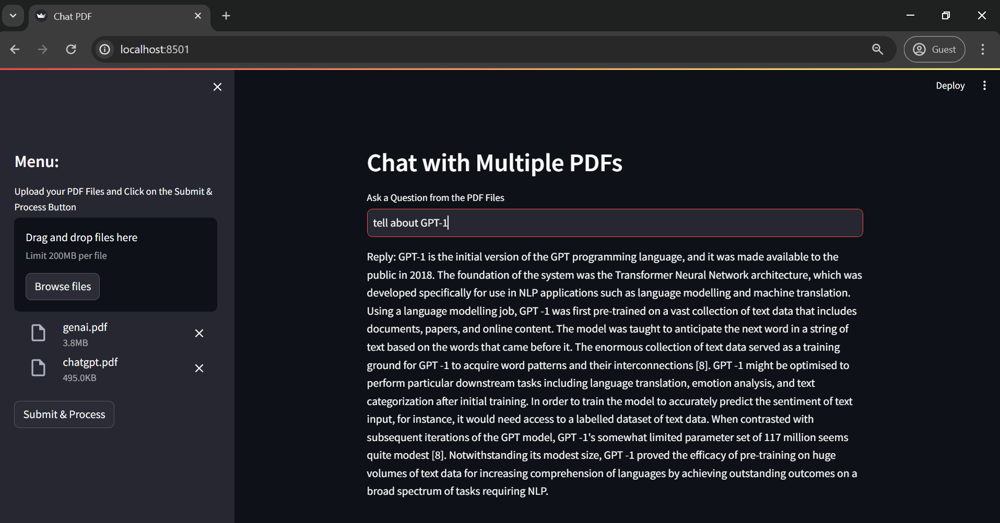 Chat PDF
localhost:8501
Guest
Deploy
Menu:
Upload your PDF Files and Click on the Submit &
Process Button
Drag and drop files here
Limit 200MB per file
Browse files
genai.pdf
3.8MB
chatgpt.pdf
495.0KB
Submit & Process
Chat with Multiple PDFs
Ask a Question from the PDF Files
tell about GPT-1
Reply: GPT-1 is the initial version of the GPT programming language, and it was made available to the
public in 2018. The foundation of the system was the Transformer Neural Network architecture, which was
developed specifically for use in NLP applications such as language modelling and machine translation.
Using a language modelling job, GPT -1 was first pre-trained on a vast collection of text data that includes
documents, papers, and online content. The model was taught to anticipate the next word in a string of
text based on the words that came before it. The enormous collection of text data served as a training
ground for GPT -1 to acquire word patterns and their interconnections [8]. GPT -1 might be optimised to
perform particular downstream tasks including language translation, emotion analysis, and text
categorization after initial training. In order to train the model to accurately predict the sentiment of text
input, for instance, it would need access to a labelled dataset of text data. When contrasted with
subsequent iterations of the GPT model, GPT -1's somewhat limited parameter set of 117 million seems
quite modest [8]. Notwithstanding its modest size, GPT -1 proved the efficacy of pre-training on huge
volumes of text data for increasing comprehension of languages by achieving outstanding outcomes on a
broad spectrum of tasks requiring NLP.